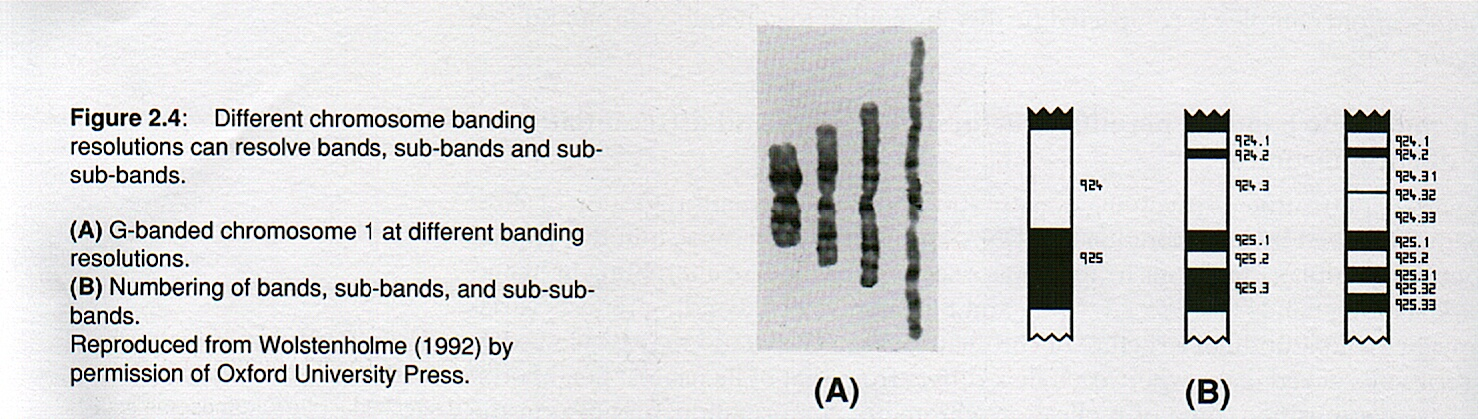 Figure 2.4: Different chromosome banding
resolutions can resolve bands, sub-bands and sub-
sub-bands.
(A) G-banded chromosome 1 at different banding
resolutions.
(B) Numbering of bands, sub-bands, and sub-sub-
bands.
Reproduced from Wolstenholme (1992) by
permission of Oxford University Press.
(A)
q24
q25
q24.1
q24.2
q24.3
q25.1
q25.2
q25.3
q24.1
q24.2
q24.31
q24.32
q24.33
q25.1
q25.2
q25.31
q25.32
q25.33
(B)